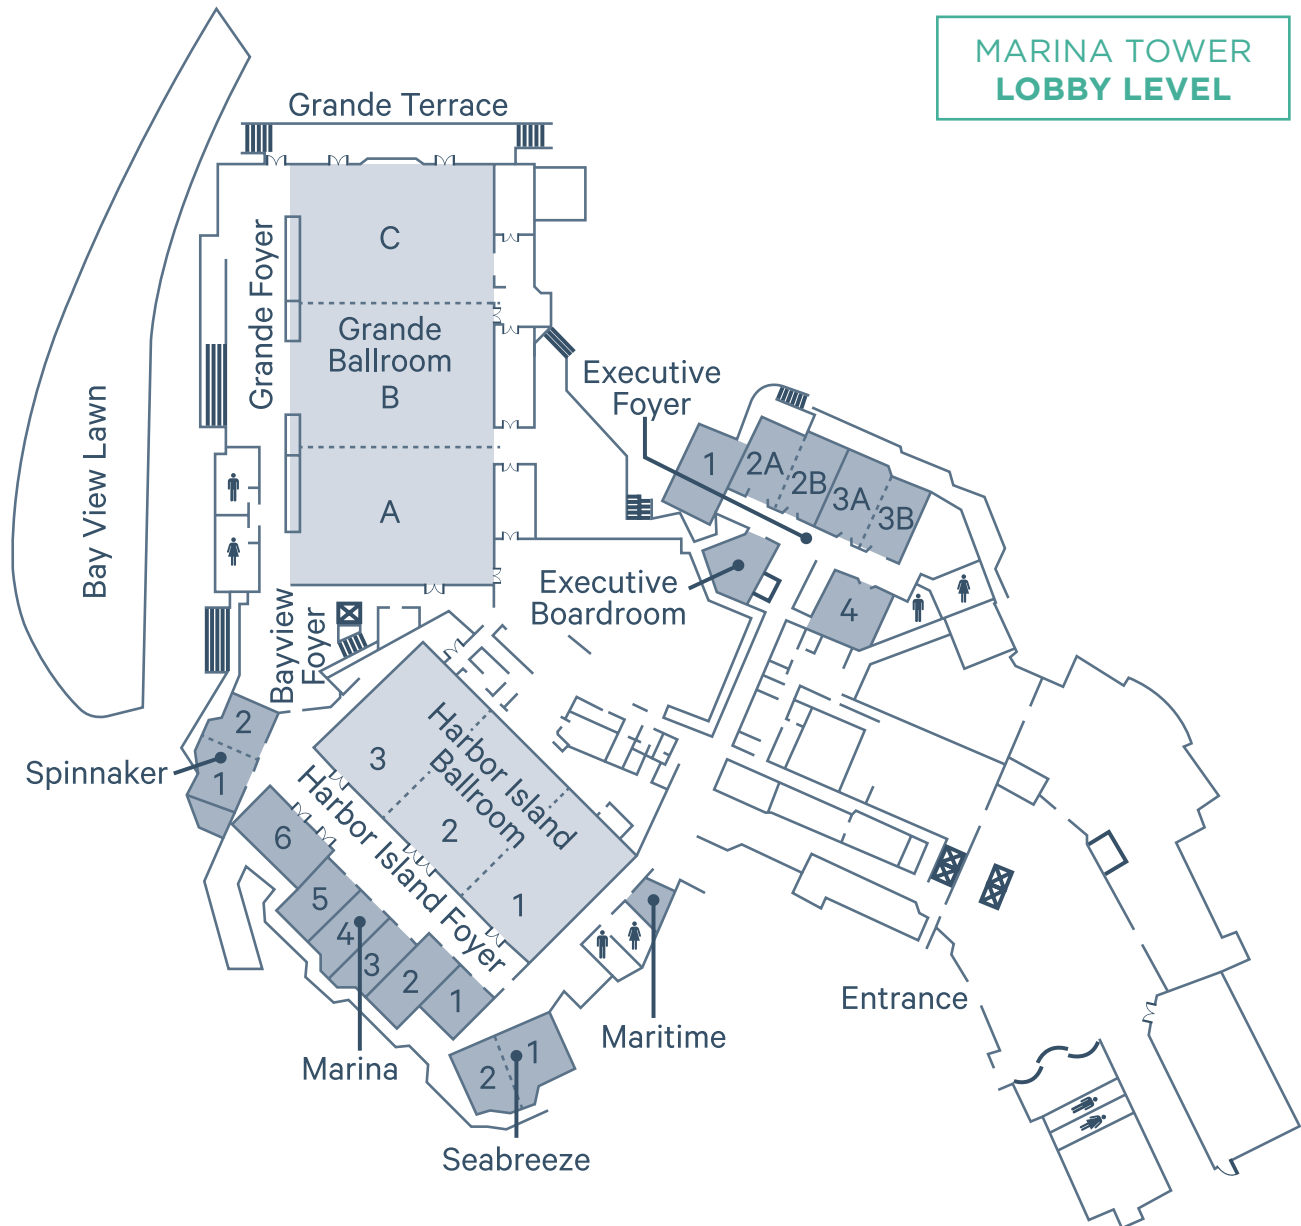 MARINA TOWER
LOBBY LEVEL
Grande Terrace
Grande Foyer
C
Grande
Ballroom
B
A
Bay View Lawn
Executive
Foyer
1
2A
2B
3A
3B
Executive
Boardroom
4
Bayview
Foyer
Spinnaker
2
1
Harbor Island
Ballroom
3
2
1
Harbor Island Foyer
6
5
4
3
2
1
Marina
Maritime
Entrance
1
2
Seabreeze